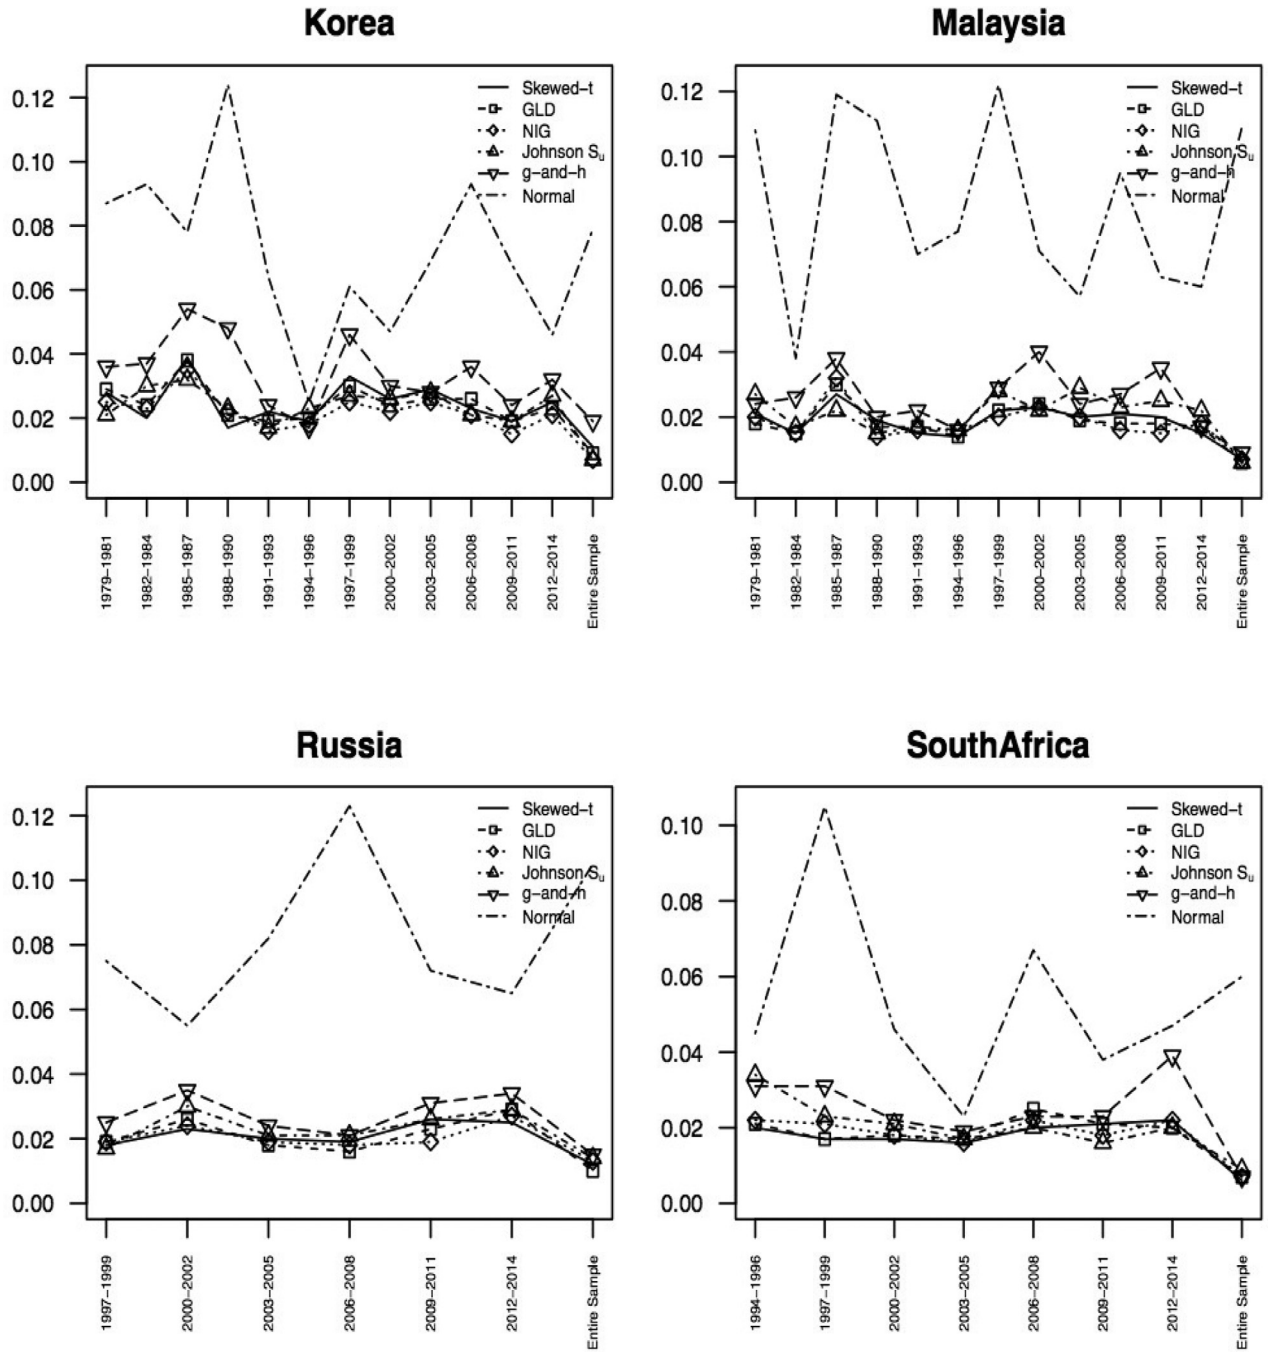 Korea
0.12
0.10
0.08
0.06
0.04
0.02
0.00
Skewed-t
GLD
NIG
Johnson Su
g-and-h
Normal
1979-1981
1982-1984
1985-1987
1988-1990
1991-1993
1994-1996
1997-1999
2000-2002
2003-2005
2006-2008
2009-2011
2012-2014
Entire Sample
Malaysia
0.12
0.10
0.08
0.06
0.04
0.02
0.00
Skewed-t
GLD
NIG
Johnson Su
g-and-h
Normal
1979-1981
1982-1984
1985-1987
1988-1990
1991-1993
1994-1996
1997-1999
2000-2002
2003-2005
2006-2008
2009-2011
2012-2014
Entire Sample
Russia
0.12
0.10
0.08
0.06
0.04
0.02
0.00
Skewed-t
GLD
NIG
Johnson Su
g-and-h
Normal
1997-1999
2000-2002
2003-2005
2006-2008
2009-2011
2012-2014
Entire Sample
SouthAfrica
0.10
0.08
0.06
0.04
0.02
0.00
Skewed-t
GLD
NIG
Johnson Su
g-and-h
Normal
1994-1996
1997-1999
2000-2002
2003-2005
2006-2008
2009-2011
2012-2014
Entire Sample